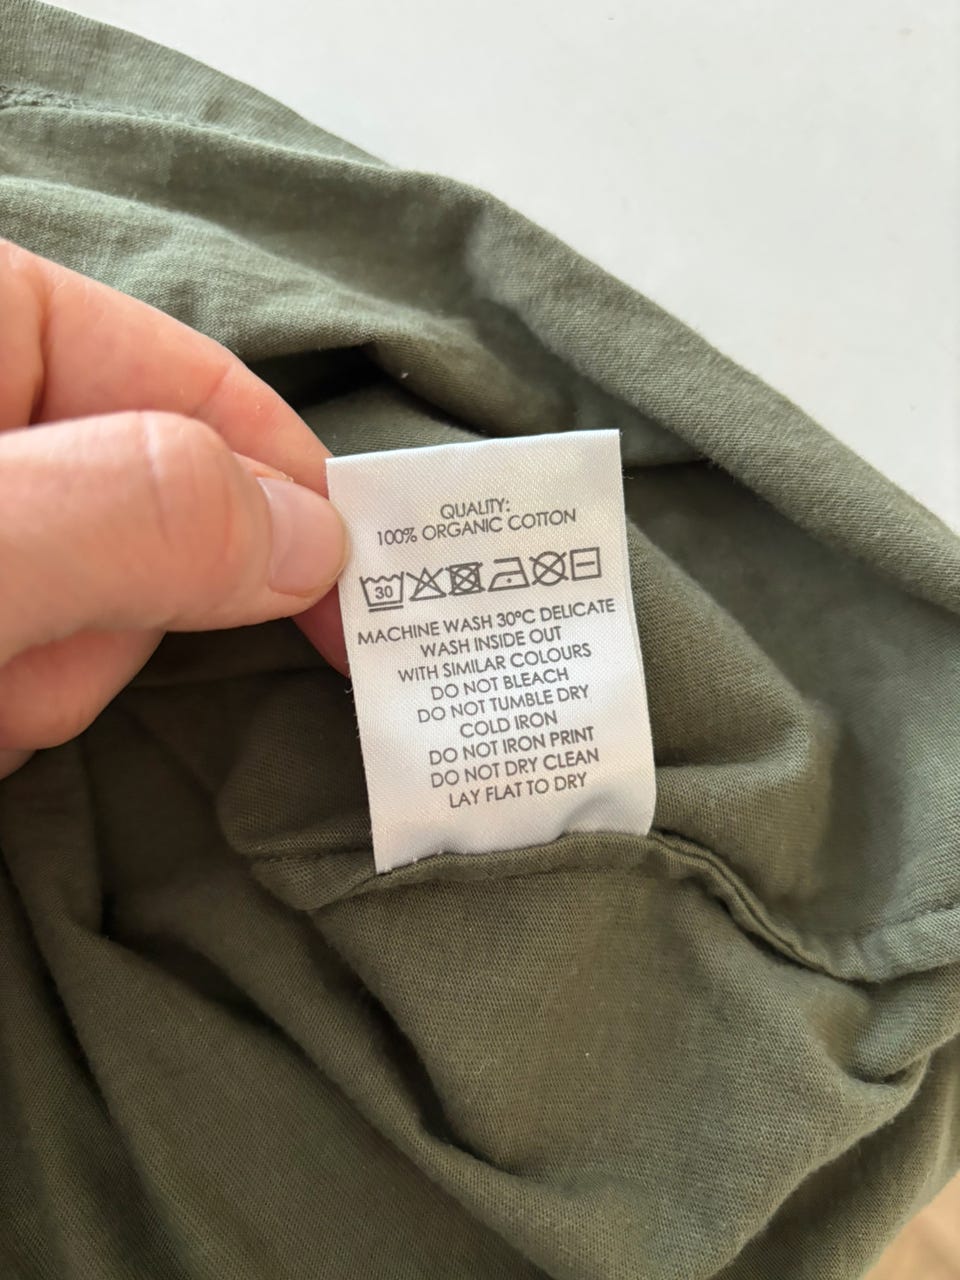 QUALITY:
100% ORGANIC COTTON
30
MACHINE WASH 30°C DELICATE
WASH INSIDE OUT
WITH SIMILAR COLOURS
DO NOT BLEACH
DO NOT TUMBLE DRY
COLD IRON
DO NOT IRON PRINT
DO NOT DRY CLEAN
LAY FLAT TO DRY